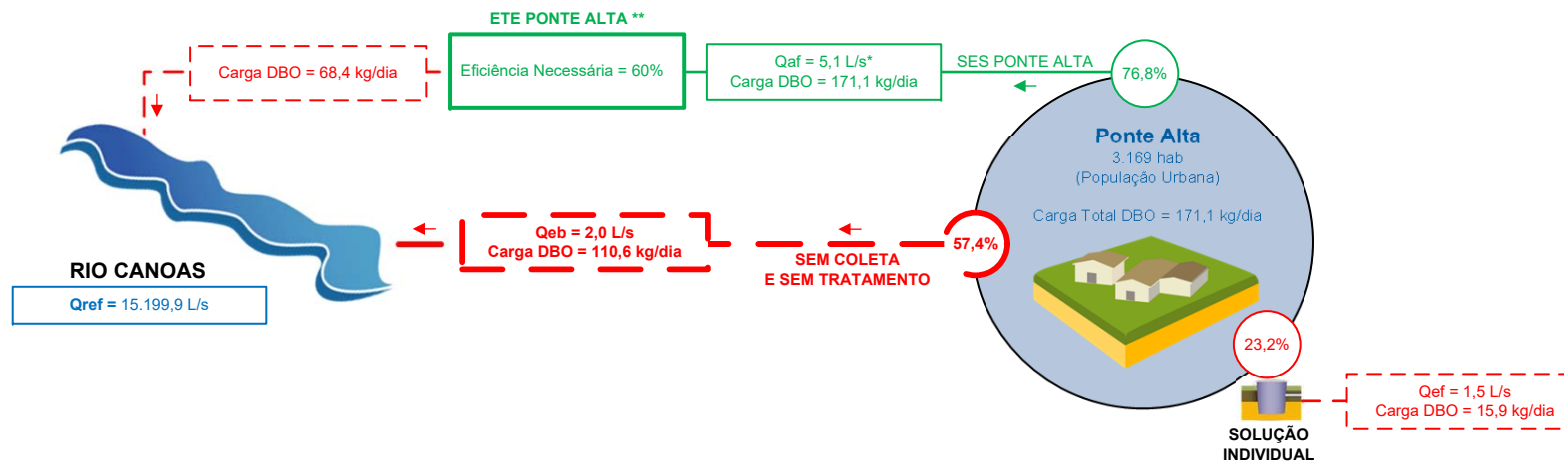 ETE PONTE ALTA **
Carga DBO = 68,4 kg/dia
Eficiência Necessária = 60%
Qaf = 5,1 L/s*
Carga DBO = 171,1 kg/dia
SES PONTE ALTA
76,8%
Ponte Alta
3.169 hab
(População Urbana)
Carga Total DBO = 171,1 kg/dia
Qeb = 2,0 L/s
Carga DBO = 110,6 kg/dia
57,4%
SEM COLETA
E SEM TRATAMENTO
RIO CANOAS
Qref = 15.199,9 L/s
23,2%
Qef = 1,5 L/s
Carga DBO = 15,9 kg/dia
SOLUÇÃO
INDIVIDUAL